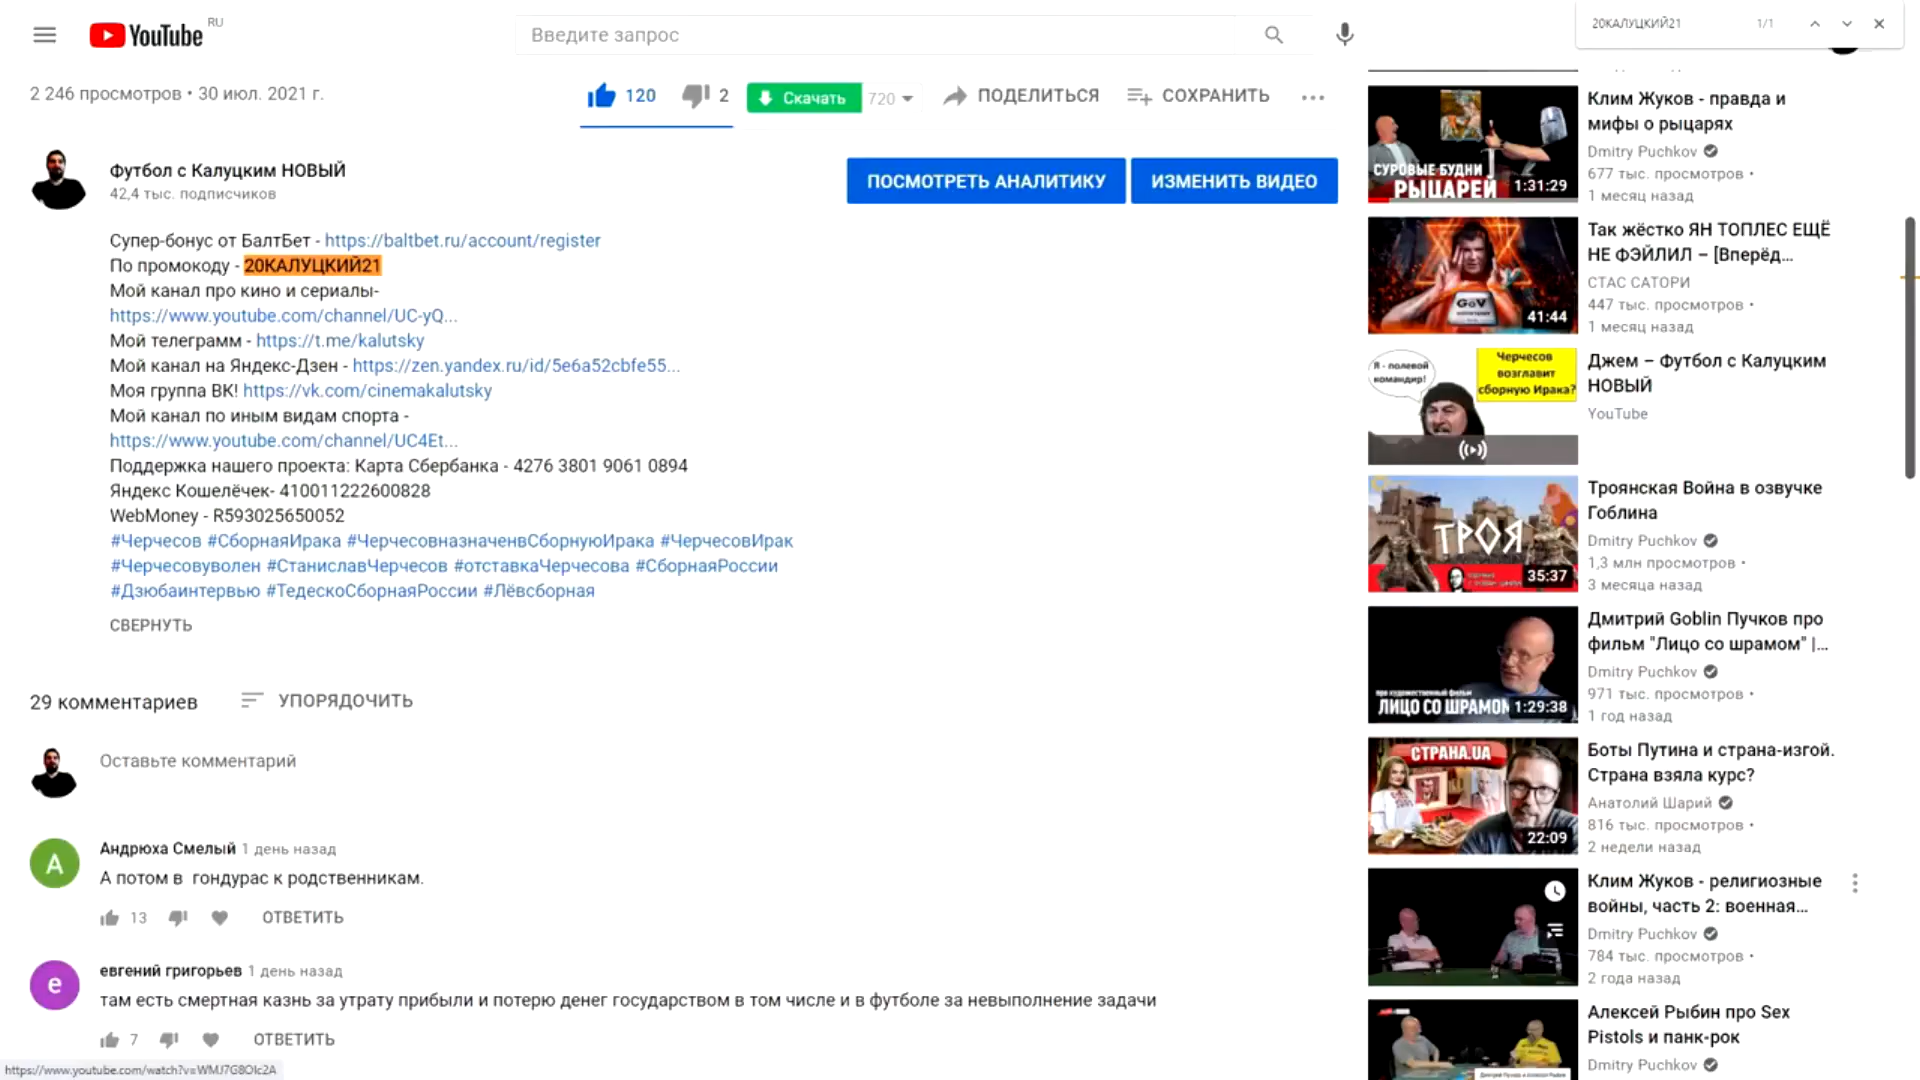 YouTube
RU
Введите запрос
20КАЛУЦКИЙ21
1/1
2 246 просмотров • 30 июл. 2021 г.
120
2
Скачать
720
ПОДЕЛИТЬСЯ
СОХРАНИТЬ
Футбол с Калуцким НОВЫЙ
42,4 тыс. подписчиков
ПОСМОТРЕТЬ АНАЛИТИКУ
ИЗМЕНИТЬ ВИДЕО
Супер-бонус от БалтБет - https://baltbet.ru/account/register
По промокоду - 20КАЛУЦКИЙ21
Мой канал про кино и сериалы-
https://www.youtube.com/channel/UC-yQ...
Мой телеграмм - https://t.me/kalutsky
Мой канал на Яндекс-Дзен - https://zen.yandex.ru/id/5e6a52cbfe55...
Моя группа ВК! https://vk.com/cinemakalutsky
Мой канал по иным видам спорта -
https://www.youtube.com/channel/UC4Et...
Поддержка нашего проекта: Карта Сбербанка - 4276 3801 9061 0894
Яндекс Кошелёчек- 410011222600828
WebMoney - R593025650052
#Черчесов #СборнаяИрака #ЧерчесовназначенвСборнуюИрака #ЧерчесовИрак
#Черчесовуволен #СтаниславЧерчесов #отставкаЧерчесова #СборнаяРоссии
#Дзюбаинтервью #ТедескоСборнаяРоссии #Лёвсборная
СВЕРНУТЬ
29 комментариев
УПОРЯДОЧИТЬ
Оставьте комментарий
А
Андрюха Смелый 1 день назад
А потом в гондурас к родственникам.
13
ОТВЕТИТЬ
е
евгений григорьев 1 день назад
там есть смертная казнь за утрату прибыли и потерю денег государством в том числе и в футболе за невыполнение задачи
7
ОТВЕТИТЬ
https://www.youtube.com/watch?v=WMJ7G8OIc2A
СУРОВЫЕ БУДНИ
РЫЦАРЕЙ
1:31:29
Клим Жуков - правда и
мифы о рыцарях
Dmitry Puchkov
677 тыс. просмотров •
1 месяц назад
GoV
41:44
Так жёстко ЯН ТОПЛЕС ЕЩЁ
НЕ ФЭЙЛИЛ – [Вперёд...
СТАС САТОРИ
447 тыс. просмотров •
1 месяц назад
Я - полевой
командир!
Черчесов
возглавит
сборную Ирака?
Джем – Футбол с Калуцким
НОВЫЙ
YouTube
ТРОЯ
35:37
Троянская Война в озвучке
Гоблина
Dmitry Puchkov
1,3 млн просмотров •
3 месяца назад
про художественный фильм
ЛИЦО СО ШРАМОМ
1:29:38
Дмитрий Goblin Пучков про
фильм "Лицо со шрамом" |...
Dmitry Puchkov
971 тыс. просмотров •
1 год назад
СТРАНА.UA
22:09
Боты Путина и страна-изгой.
Страна взяла курс?
Анатолий Шарий
816 тыс. просмотров •
2 недели назад
Клим Жуков - религиозные
войны, часть 2: военная...
Dmitry Puchkov
784 тыс. просмотров •
2 года назад
Алексей Рыбин про Sex
Pistols и панк-рок
Dmitry Puchkov